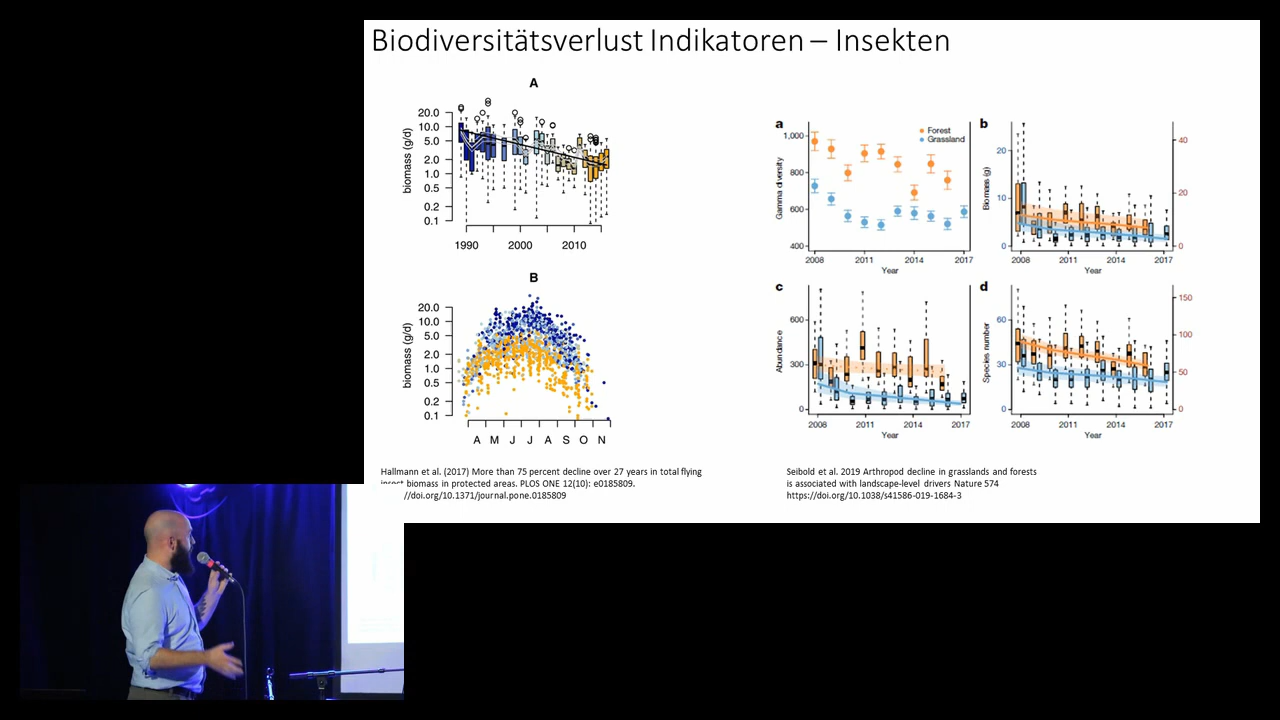 Biodiversitätsverlust Indikatoren – Insekten
A
biomass (g/d)
20.0
10.0
5.0
2.0
1.0
0.5
0.2
0.1
1990
2000
2010
B
biomass (g/d)
20.0
10.0
5.0
2.0
1.0
0.5
0.2
0.1
A M J J A S O N
Hallmann et al. (2017) More than 75 percent decline over 27 years in total flying
insect biomass in protected areas. PLOS ONE 12(10): e0185809.
//doi.org/10.1371/journal.pone.0185809
a
Gamma diversity
1,000
800
600
400
Forest
Grassland
2008 2011 2014 2017
Year
b
Biomass (g)
20
10
0
40
20
0
2008 2011 2014 2017
Year
c
Abundance
600
300
0
2008 2011 2014 2017
Year
d
Species number
60
30
0
150
100
50
0
2008 2011 2014 2017
Year
Seibold et al. 2019 Arthropod decline in grasslands and forests
is associated with landscape-level drivers Nature 574
https://doi.org/10.1038/s41586-019-1684-3